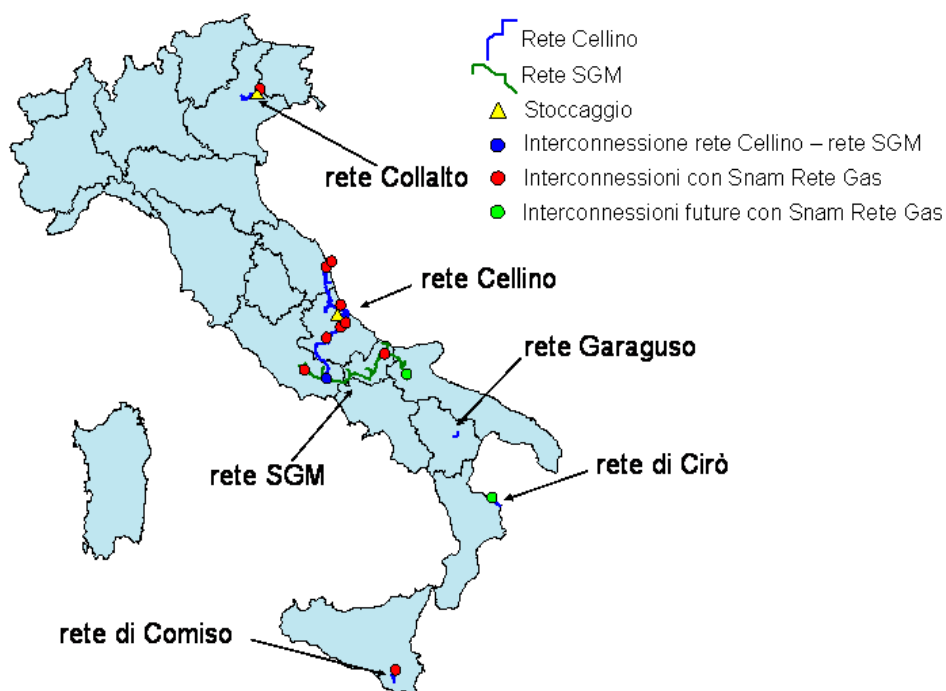 Rete Cellino
Rete SGM
Stoccaggio
Interconnessione rete Cellino – rete SGM
Interconnessioni con Snam Rete Gas
Interconnessioni future con Snam Rete Gas
rete Collalto
rete Cellino
rete Garaguso
rete SGM
rete di Cirò
rete di Comiso